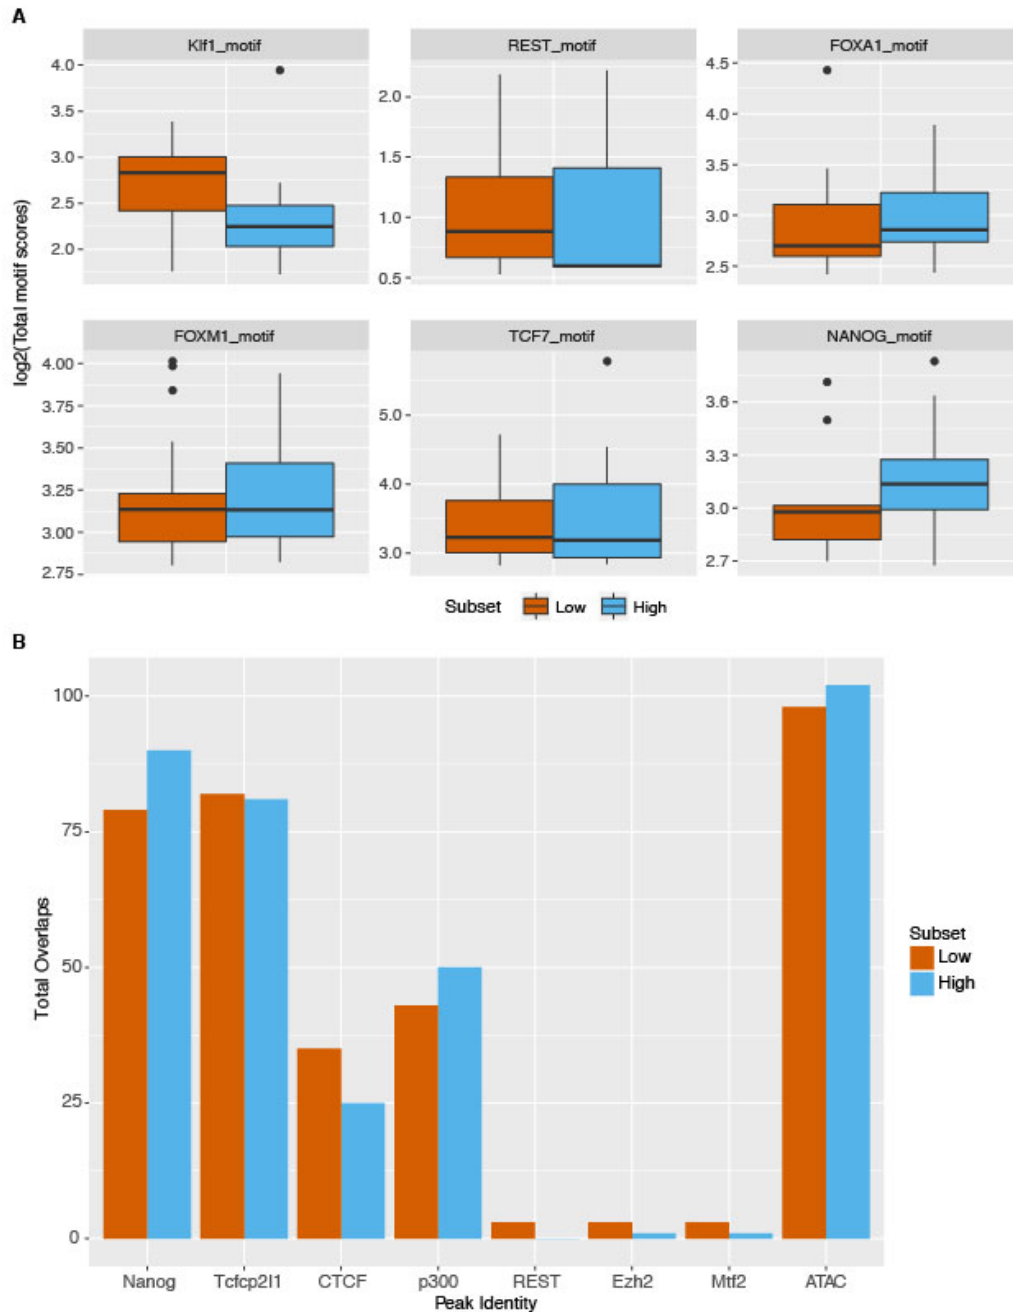 A
Klf1_motif
REST_motif
FOXA1_motif
4.0
3.5
3.0
2.5
2.0
2.0
1.5
1.0
0.5
4.5
4.0
3.5
3.0
2.5
log2(Total motif scores)
FOXM1_motif
TCF7_motif
NANOG_motif
4.00
3.75
3.50
3.25
3.00
2.75
5.0
4.0
3.0
3.6
3.3
3.0
2.7
Subset Low High
B
100
75
50
25
0
Total Overlaps
Subset
Low
High
Nanog Tcfcp2l1 CTCF p300 REST Ezh2 Mtf2 ATAC
Peak Identity